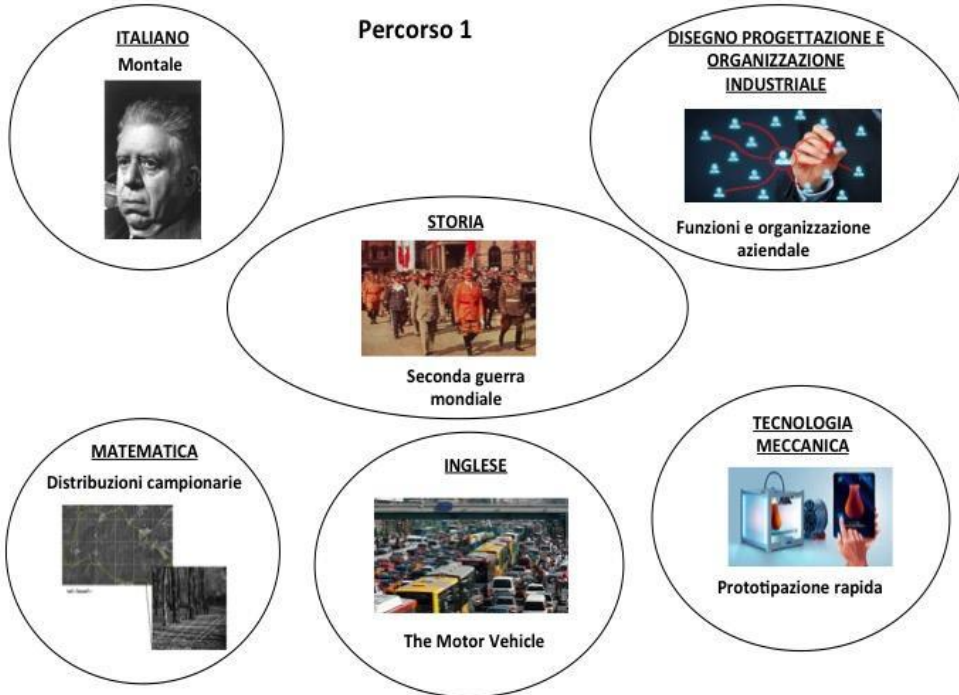 Percorso 1
ITALIANO
Montale
DISEGNO PROGETTAZIONE E
ORGANIZZAZIONE
INDUSTRIALE
Funzioni e organizzazione
aziendale
STORIA
Seconda guerra
mondiale
MATEMATICA
Distribuzioni campionarie
INGLESE
The Motor Vehicle
TECNOLOGIA
MECCANICA
Prototipazione rapida